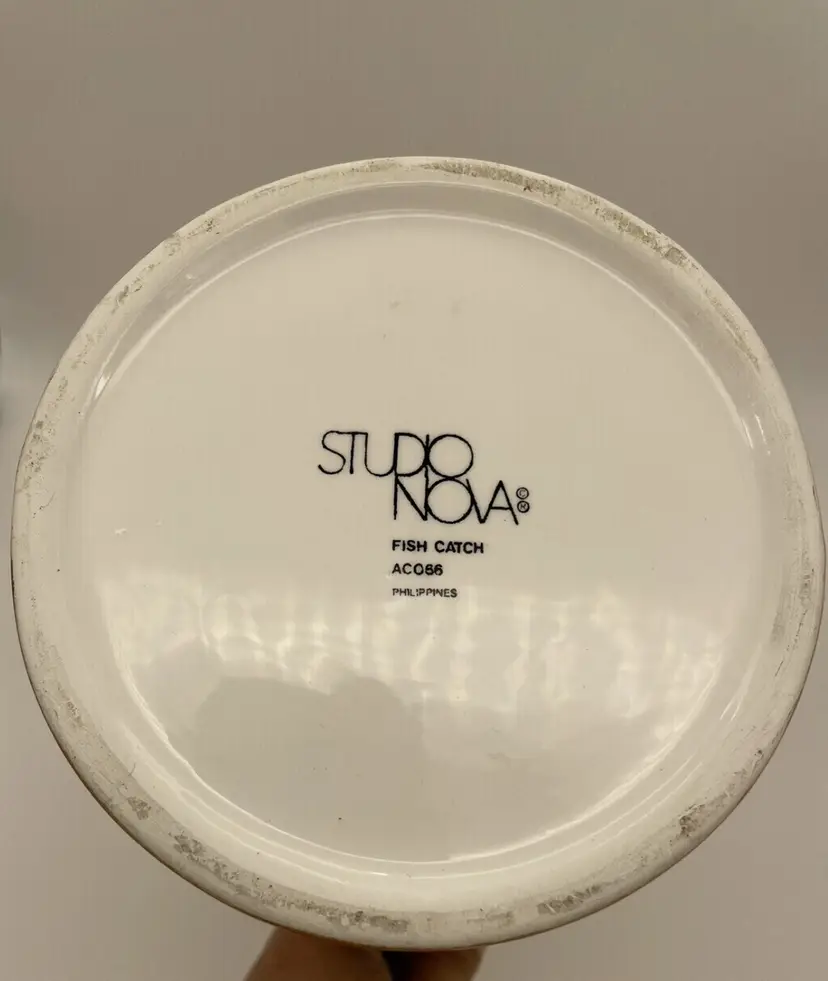 STUDIO
NOVA©Ⓜ
FISH CATCH
AC066
PHILIPPINES